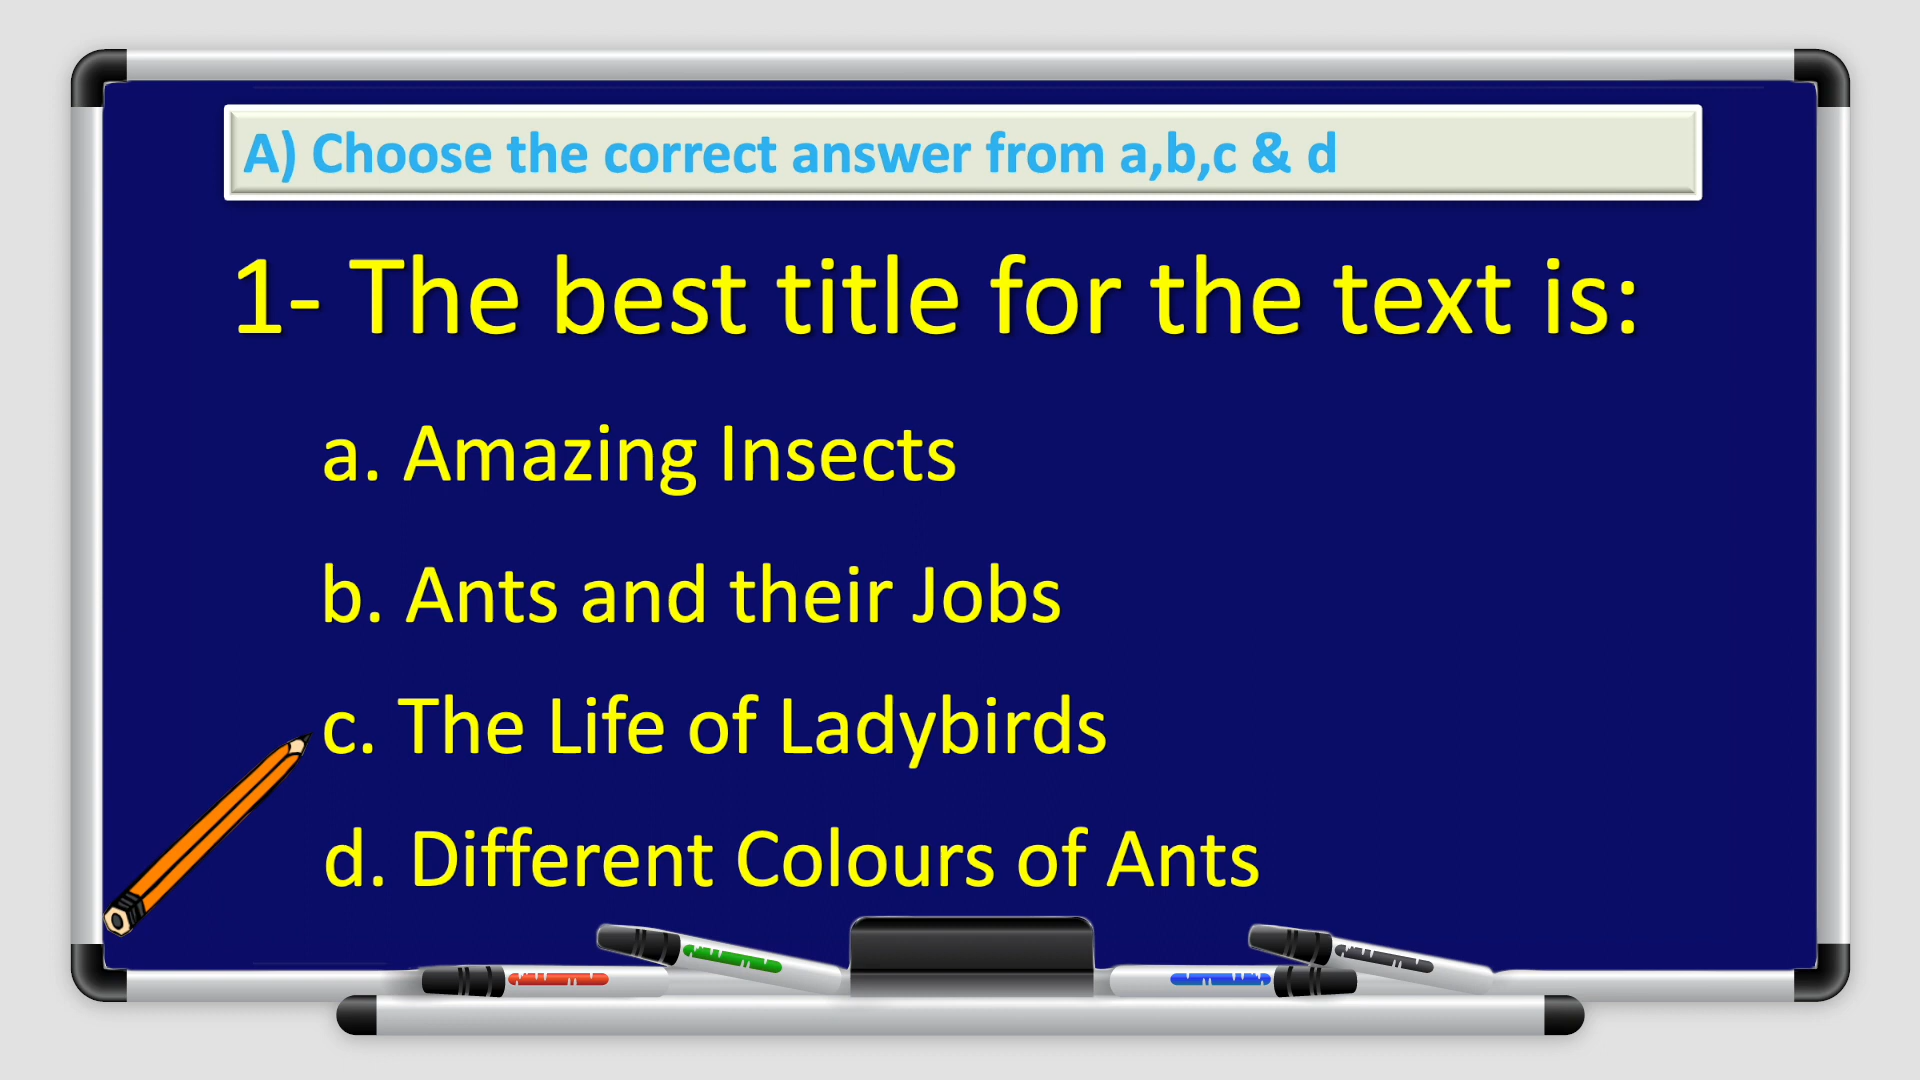 A) Choose the correct answer from a,b,c & d
1- The best title for the text is:
a. Amazing Insects
b. Ants and their Jobs
c. The Life of Ladybirds
d. Different Colours of Ants